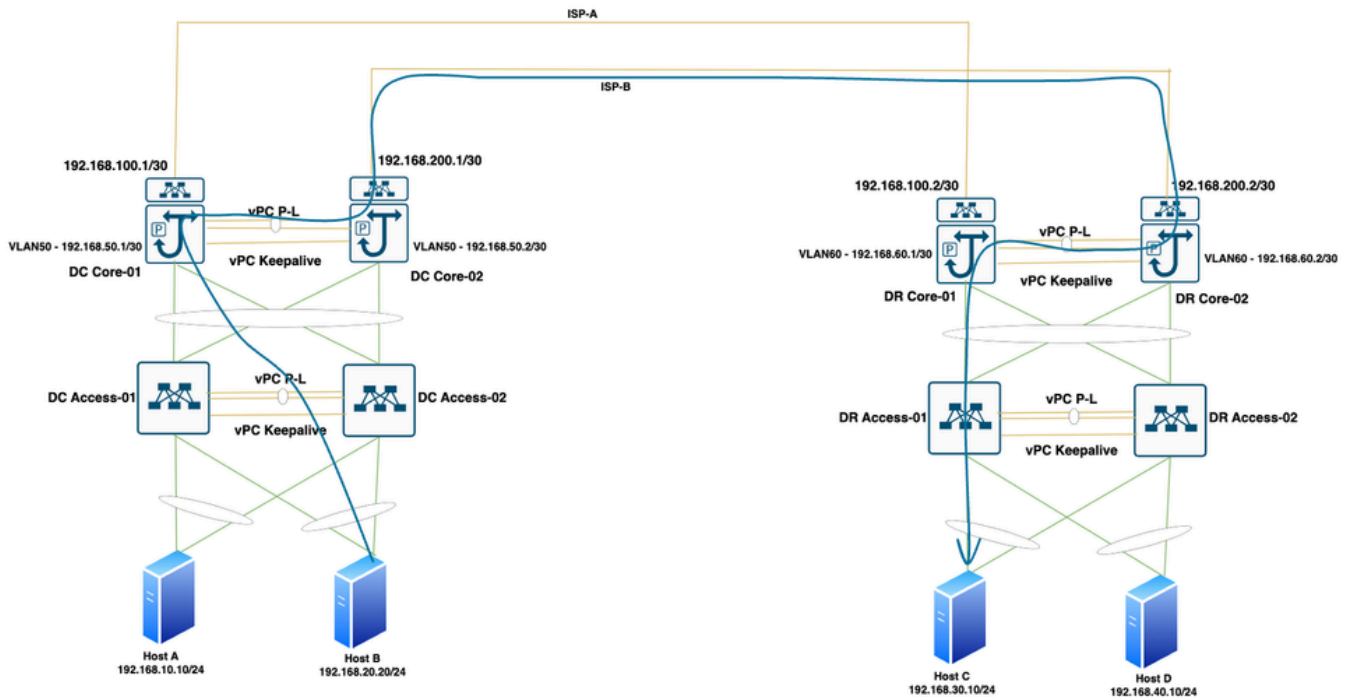 ISP-A
ISP-B
192.168.100.1/30
192.168.200.1/30
192.168.100.2/30
192.168.200.2/30
vPC P-L
P
P
VLAN50 - 192.168.50.1/30
VLAN50 - 192.168.50.2/30
vPC Keepalive
DC Core-01
DC Core-02
vPC P-L
P
P
VLAN60 - 192.168.60.1/30
VLAN60 - 192.168.60.2/30
vPC Keepalive
DR Core-01
DR Core-02
vPC P-L
DC Access-01
DC Access-02
vPC Keepalive
vPC P-L
DR Access-01
DR Access-02
vPC Keepalive
Host A
192.168.10.10/24
Host B
192.168.20.20/24
Host C
192.168.30.10/24
Host D
192.168.40.10/24